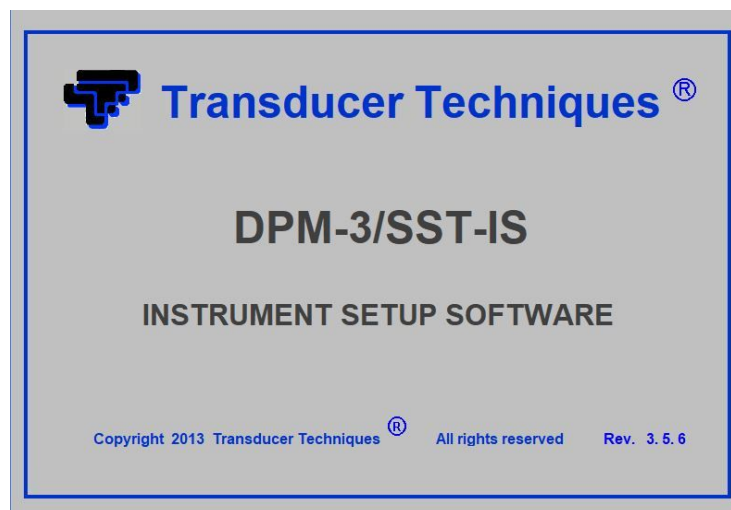 Transducer Techniques ®
DPM-3/SST-IS
INSTRUMENT SETUP SOFTWARE
Copyright 2013 Transducer Techniques ® All rights reserved Rev. 3. 5. 6